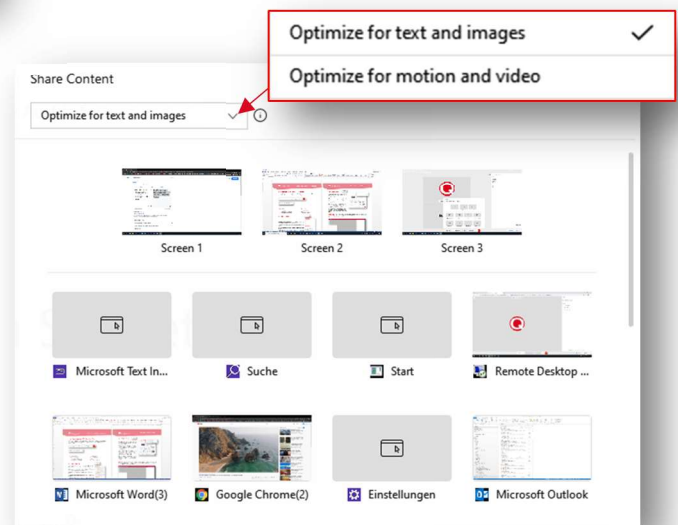 Optimize for text and images
Optimize for motion and video
Share Content
Optimize for text and images
Screen 1
Screen 2
Screen 3
Microsoft Text In...
Suche
Start
Remote Desktop ...
Microsoft Word(3)
Google Chrome(2)
Einstellungen
Microsoft Outlook